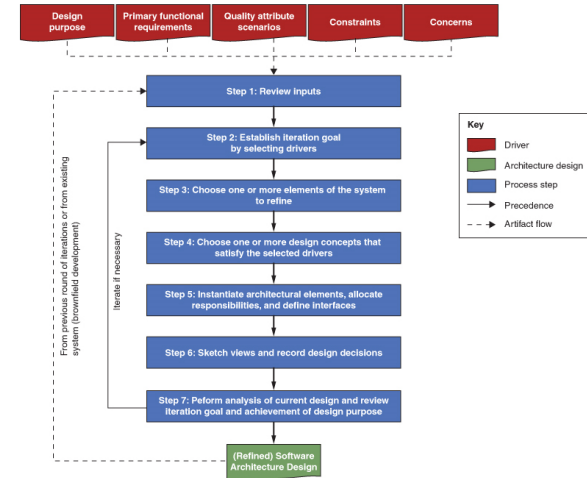 Design
purpose
Primary functional
requirements
Quality attribute
scenarios
Constraints
Concerns
Step 1: Review inputs
Step 2: Establish iteration goal
by selecting drivers
Step 3: Choose one or more elements of the system
to refine
Step 4: Choose one or more design concepts that
satisfy the selected drivers
Step 5: Instantiate architectural elements, allocate
responsibilities, and define interfaces
Step 6: Sketch views and record design decisions
Step 7: Peform analysis of current design and review
iteration goal and achievement of design purpose
(Refined) Software
Architecture Design
From previous round of iterations or from existing
system (brownfield development)
Iterate if necessary
Key
Driver
Architecture design
Process step
Precedence
Artifact flow